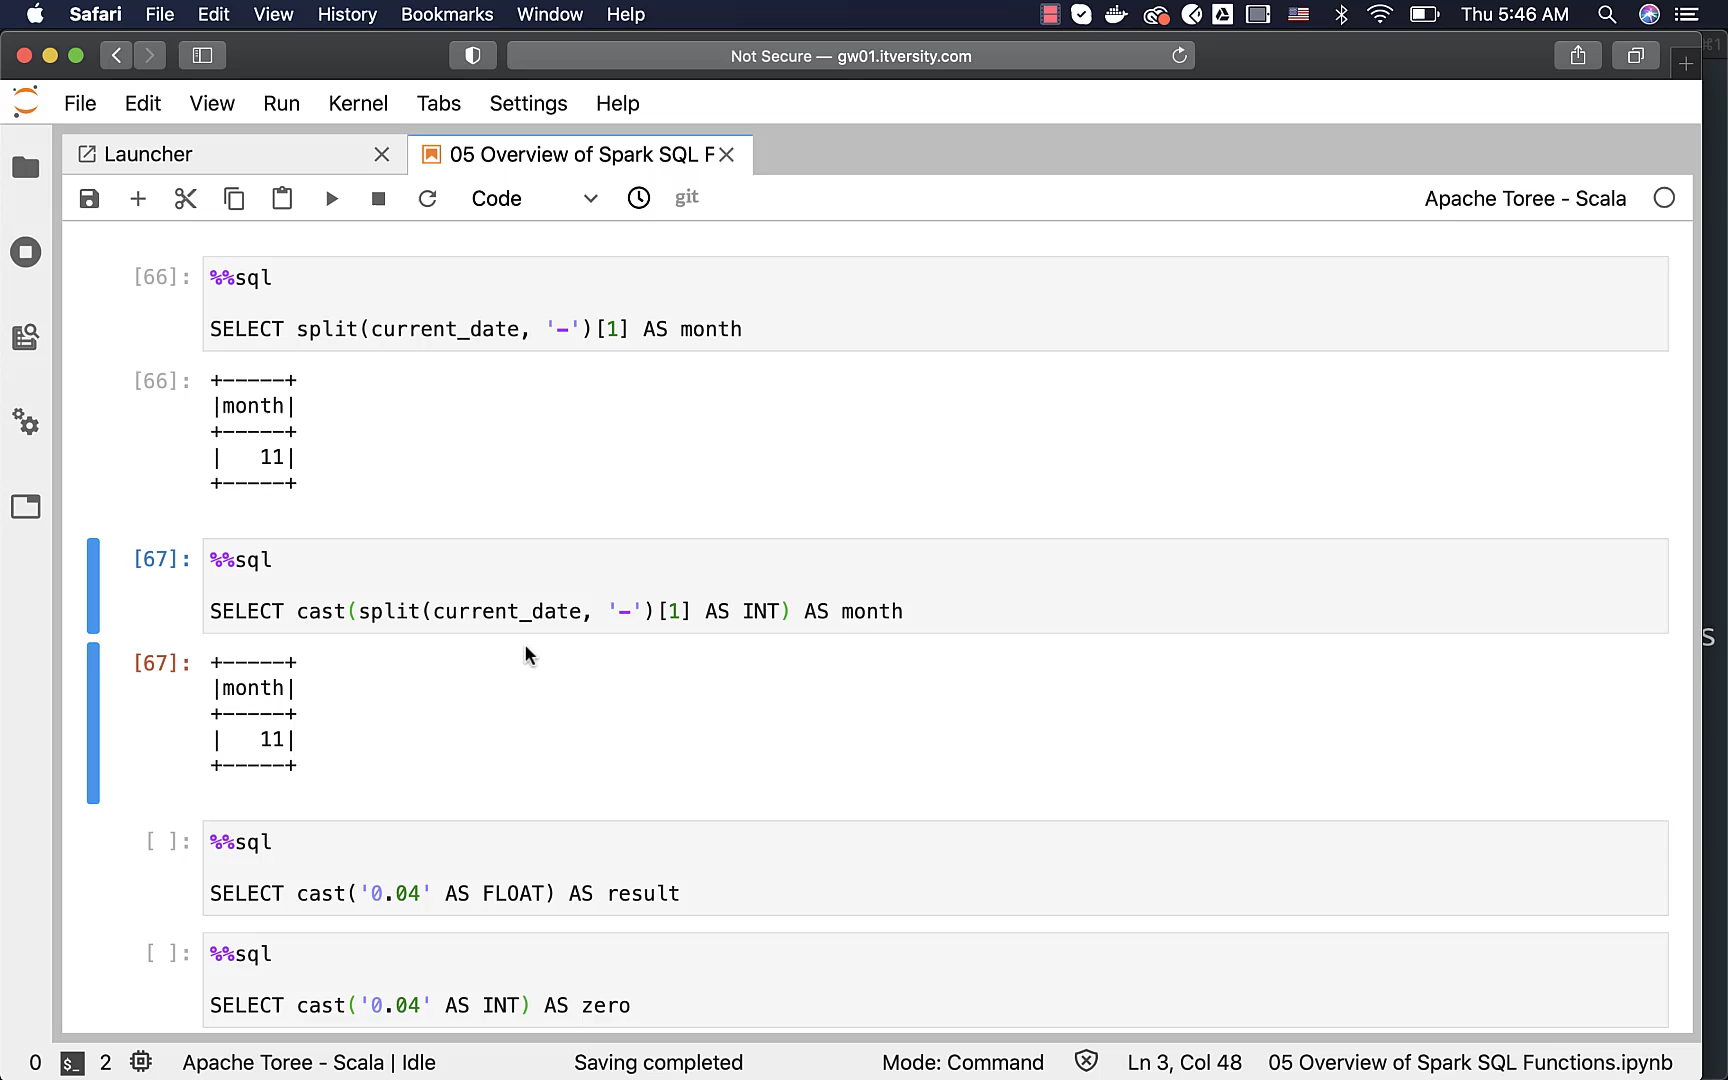 Safari File Edit View History Bookmarks Window Help Thu 5:46 AM
Not Secure — gw01.itversity.com
File Edit View Run Kernel Tabs Settings Help
Launcher 05 Overview of Spark SQL F
Code git Apache Toree - Scala
[66]: %%sql
SELECT split(current_date, '-')[1] AS month
[66]: +-----+
|month|
+-----+
|   11|
+-----+
[67]: %%sql
SELECT cast(split(current_date, '-')[1] AS INT) AS month
[67]: +-----+
|month|
+-----+
|   11|
+-----+
[ ]: %%sql
SELECT cast('0.04' AS FLOAT) AS result
[ ]: %%sql
SELECT cast('0.04' AS INT) AS zero
0 $_ 2 Apache Toree - Scala | Idle Saving completed Mode: Command Ln 3, Col 48 05 Overview of Spark SQL Functions.ipynb